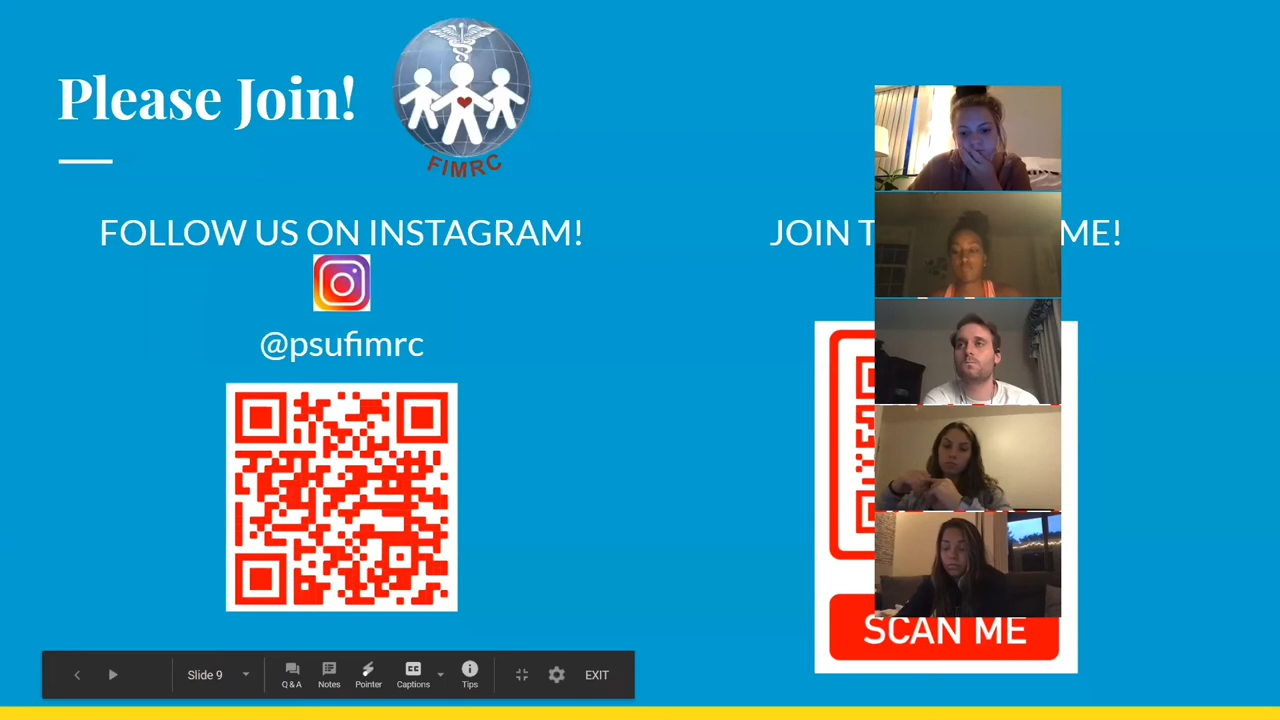 Please Join!
FIMRC
FOLLOW US ON INSTAGRAM!
@psufimrc
JOIN T
ME!
SCAN ME
Slide 9
Q & A
Notes
Pointer
CC
Captions
Tips
EXIT